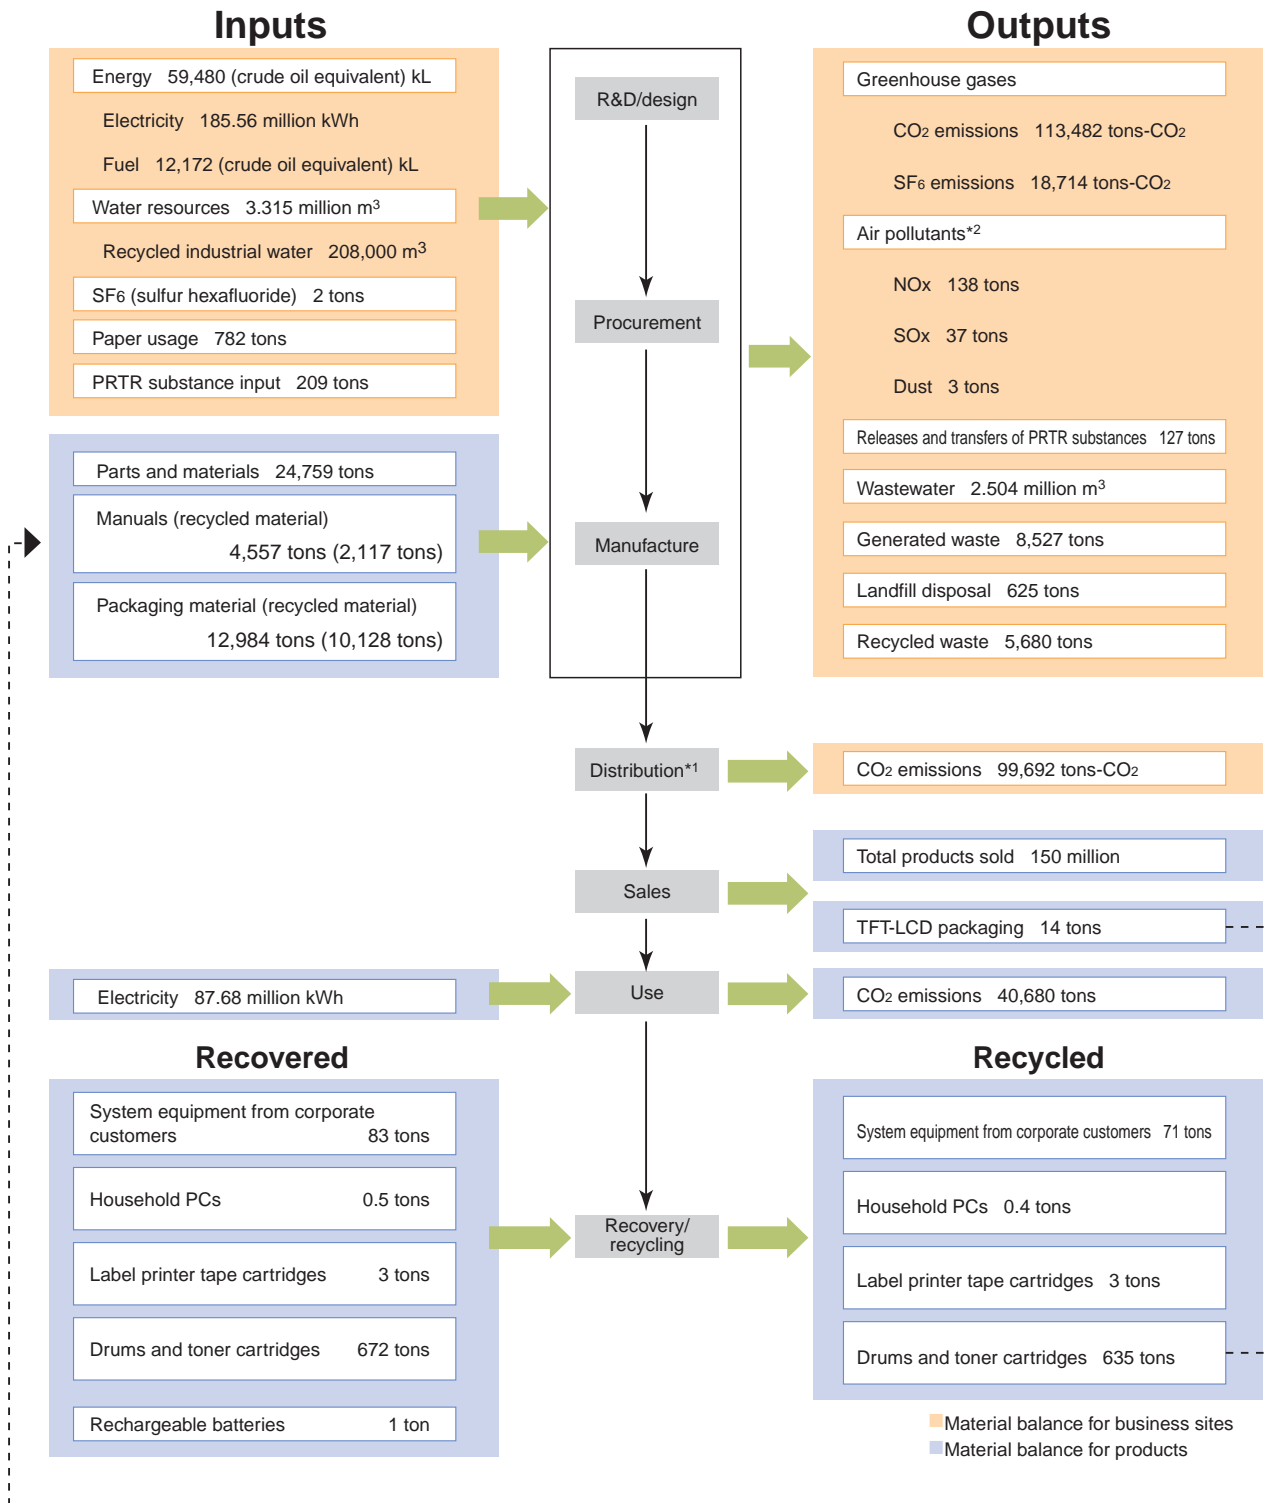 Inputs
Energy 59,480 (crude oil equivalent) kL
Electricity 185.56 million kWh
Fuel 12,172 (crude oil equivalent) kL
Water resources 3.315 million m³
Recycled industrial water 208,000 m³
SF₆ (sulfur hexafluoride) 2 tons
Paper usage 782 tons
PRTR substance input 209 tons
Parts and materials 24,759 tons
Manuals (recycled material)
4,557 tons (2,117 tons)
Packaging material (recycled material)
12,984 tons (10,128 tons)
R&D/design
Procurement
Manufacture
Distribution*1
Sales
Use
Recovery/
recycling
Outputs
Greenhouse gases
CO₂ emissions 113,482 tons-CO₂
SF₆ emissions 18,714 tons-CO₂
Air pollutants*2
NOx 138 tons
SOx 37 tons
Dust 3 tons
Releases and transfers of PRTR substances 127 tons
Wastewater 2.504 million m³
Generated waste 8,527 tons
Landfill disposal 625 tons
Recycled waste 5,680 tons
CO₂ emissions 99,692 tons-CO₂
Total products sold 150 million
TFT-LCD packaging 14 tons
Electricity 87.68 million kWh
CO₂ emissions 40,680 tons
Recovered
System equipment from corporate
customers 83 tons
Household PCs 0.5 tons
Label printer tape cartridges 3 tons
Drums and toner cartridges 672 tons
Rechargeable batteries 1 ton
Recycled
System equipment from corporate customers 71 tons
Household PCs 0.4 tons
Label printer tape cartridges 3 tons
Drums and toner cartridges 635 tons
Material balance for business sites
Material balance for products